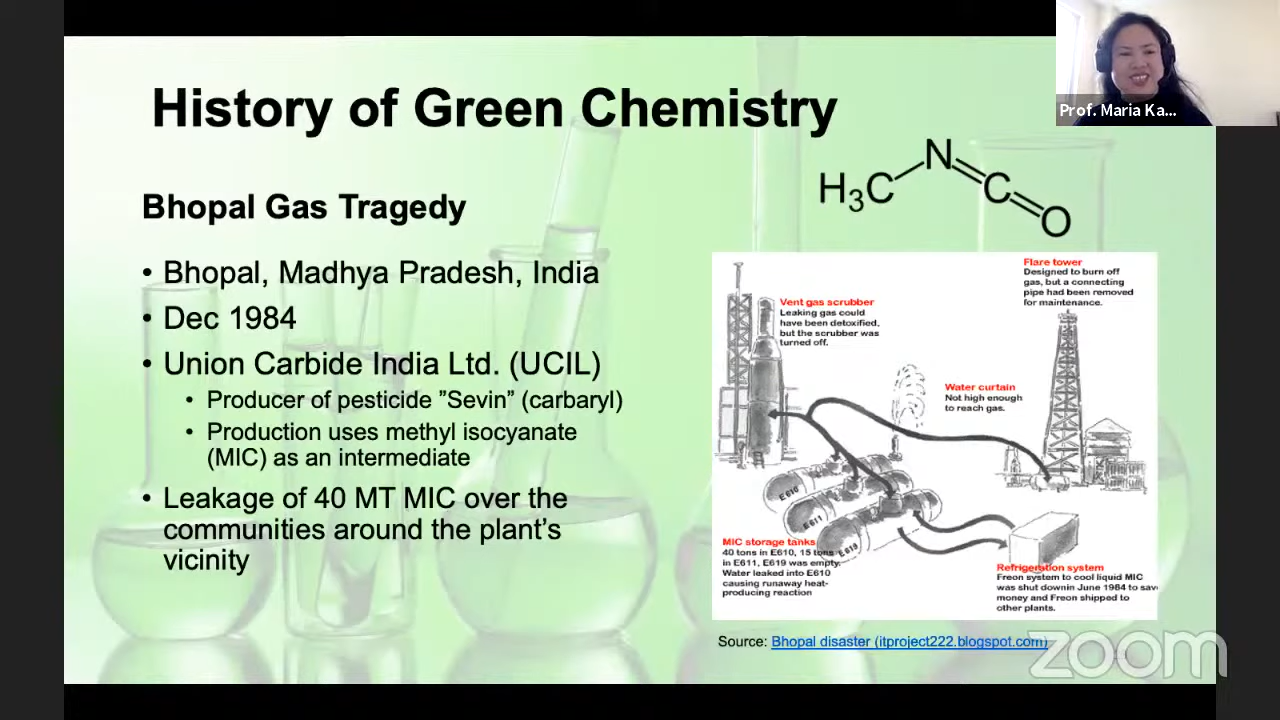 History of Green Chemistry
Prof. Maria Ka...
H₃C
N
C
O
Bhopal Gas Tragedy
• Bhopal, Madhya Pradesh, India
• Dec 1984
• Union Carbide India Ltd. (UCIL)
• Producer of pesticide ”Sevin” (carbaryl)
• Production uses methyl isocyanate
(MIC) as an intermediate
• Leakage of 40 MT MIC over the
communities around the plant’s
vicinity
Flare tower
Designed to burn off
gas, but a connecting
pipe had been removed
for maintenance.
Vent gas scrubber
Leaking gas could
have been detoxified,
but the scrubber was
turned off.
Water curtain
Not high enough
to reach gas.
E610
E611
E619
MIC storage tanks
40 tons in E610, 15 tons
in E611, E619 was empty.
Water leaked into E610
causing runaway heat-
producing reaction
Refrigeration system
Freon system to cool liquid MIC
was shut downin June 1984 to save
money and Freon shipped to
other plants.
Source: Bhopal disaster (itproject222.blogspot.com)
zoom